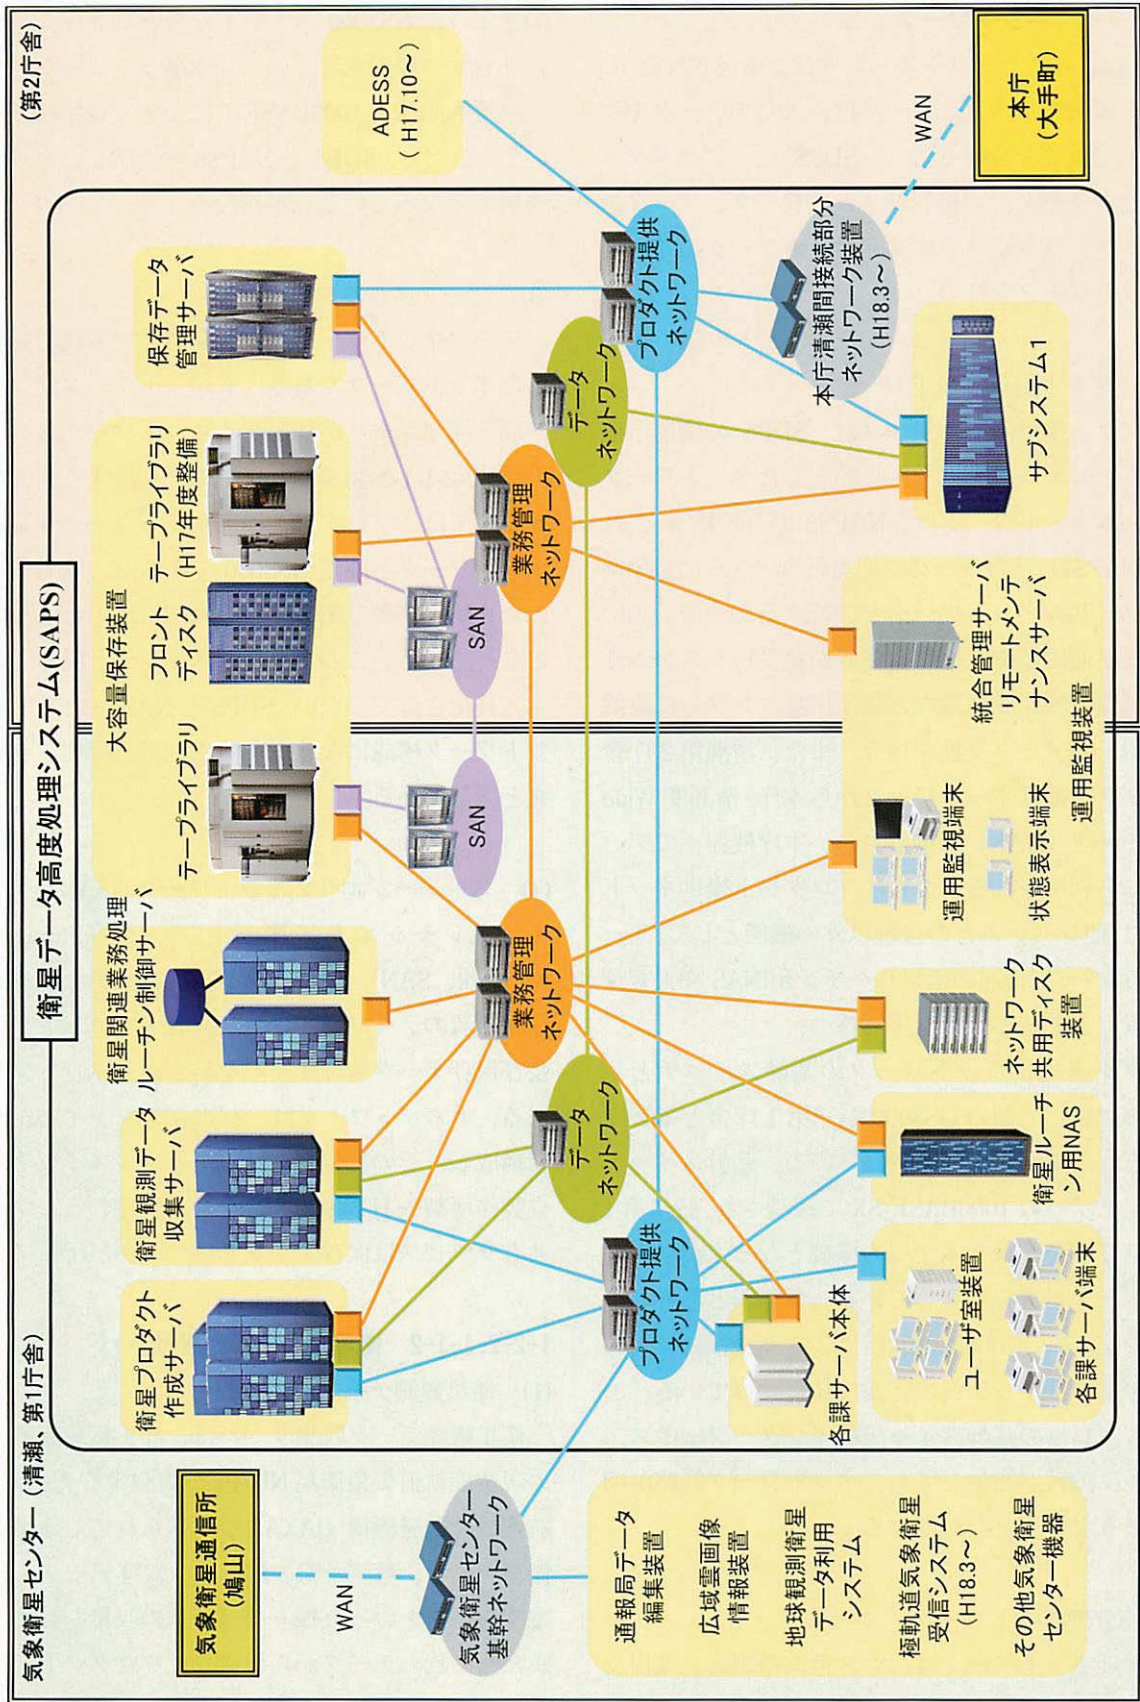 気象衛星センター (清瀬、第1庁舎)
(第2庁舎)
衛星データ高度処理システム(SAPS)
気象衛星通信所
(鳩山)
WAN
気象衛星センター
基幹ネットワーク
通報局データ
編集装置
広域雲画像
情報装置
地球観測衛星
データ利用
システム
極軌道気象衛星
受信システム
(H18.3～)
その他気象衛星
センター機器
衛星プロダクト
作成サーバ
衛星観測データ
収集サーバ
衛星関連業務処理
ルーチン制御サーバ
大容量保存装置
テープライブラリ
フロント
ディスク
テープライブラリ
(H17年度整備)
保存データ
管理サーバ
ADESS
(H17.10～)
SAN
SAN
業務管理
ネットワーク
業務管理
ネットワーク
データ
ネットワーク
データ
ネットワーク
プロダクト提供
ネットワーク
プロダクト提供
ネットワーク
本庁清瀬間接続部分
ネットワーク装置
(H18.3～)
WAN
本庁
(大手町)
各課サーバ本体
ユーザ室装置
各課サーバ端末
衛星ルーチ
ン用NAS
ネットワーク
共用ディスク
装置
運用監視端末
状態表示端末
統合管理サーバ
リモートメンテ
ナンスサーバ
運用監視装置
サブシステム1